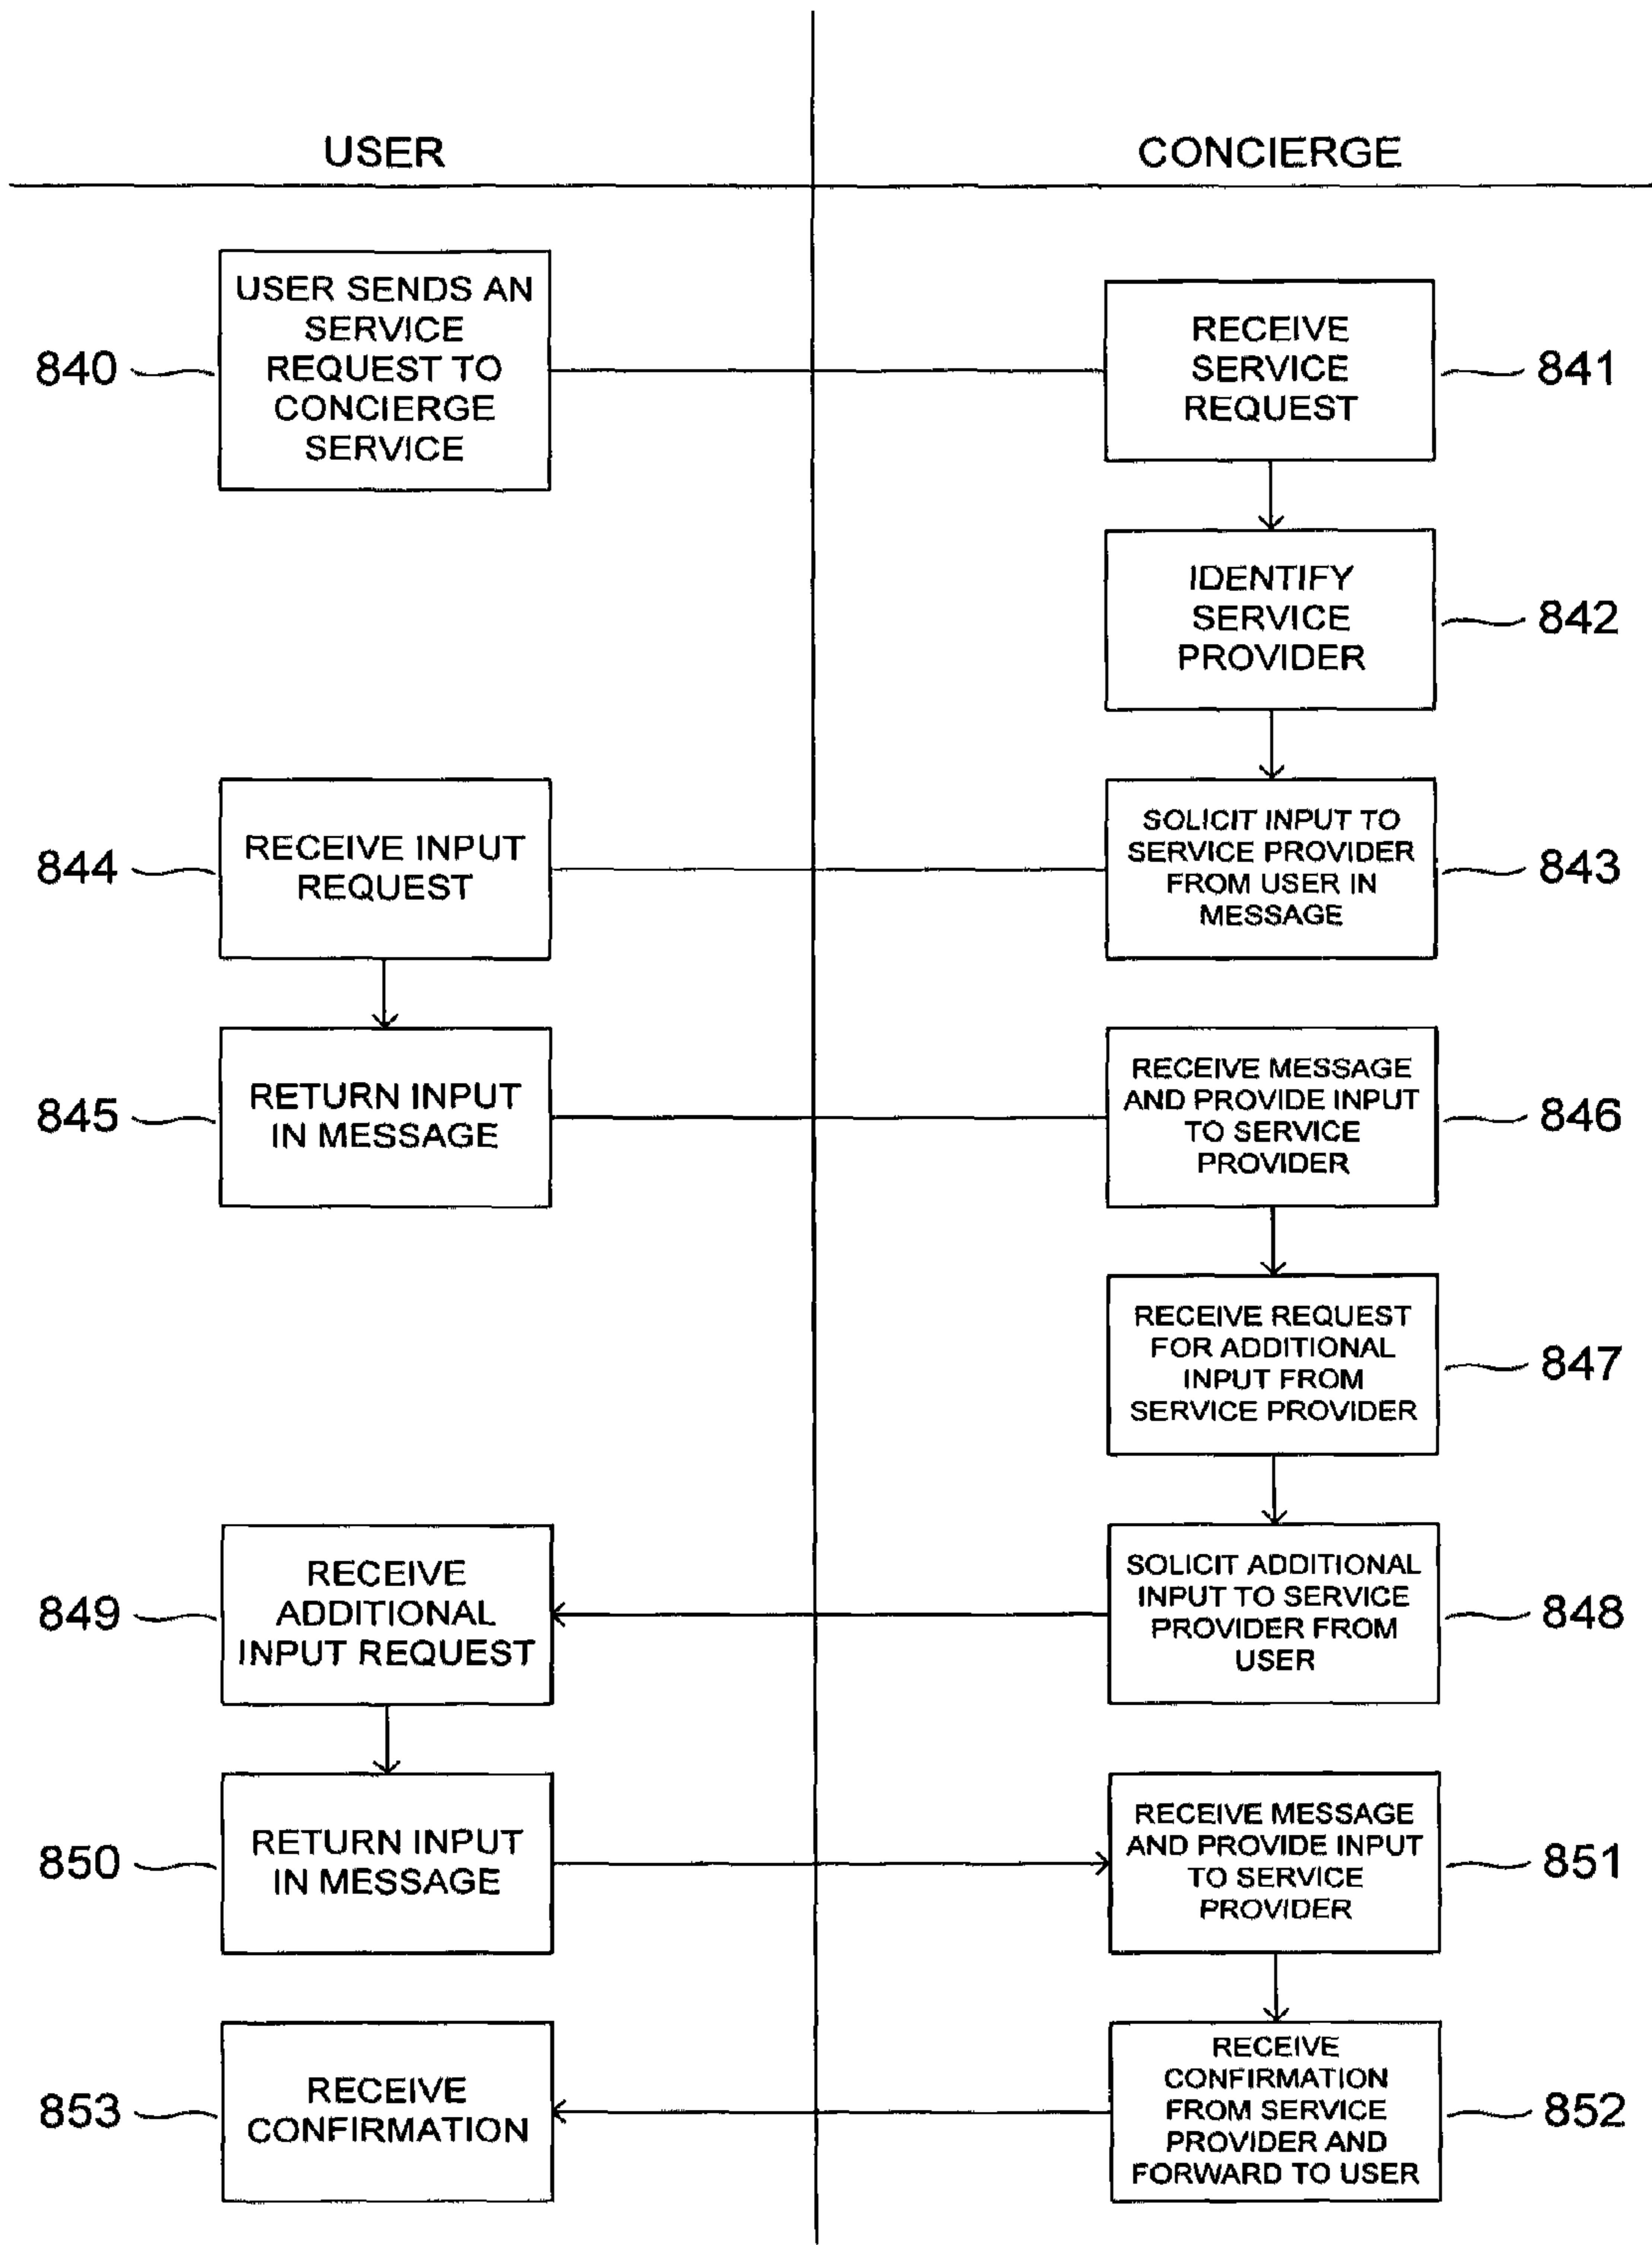 USER
CONCIERGE
840
USER SENDS AN
SERVICE
REQUEST TO
CONCIERGE
SERVICE
RECEIVE
SERVICE
REQUEST
841
IDENTIFY
SERVICE
PROVIDER
842
844
RECEIVE INPUT
REQUEST
SOLICIT INPUT TO
SERVICE PROVIDER
FROM USER IN
MESSAGE
843
845
RETURN INPUT
IN MESSAGE
RECEIVE MESSAGE
AND PROVIDE INPUT
TO SERVICE
PROVIDER
846
RECEIVE REQUEST
FOR ADDITIONAL
INPUT FROM
SERVICE PROVIDER
847
849
RECEIVE
ADDITIONAL
INPUT REQUEST
SOLICIT ADDITIONAL
INPUT TO SERVICE
PROVIDER FROM
USER
848
850
RETURN INPUT
IN MESSAGE
RECEIVE MESSAGE
AND PROVIDE INPUT
TO SERVICE
PROVIDER
851
853
RECEIVE
CONFIRMATION
RECEIVE
CONFIRMATION
FROM SERVICE
PROVIDER AND
FORWARD TO USER
852